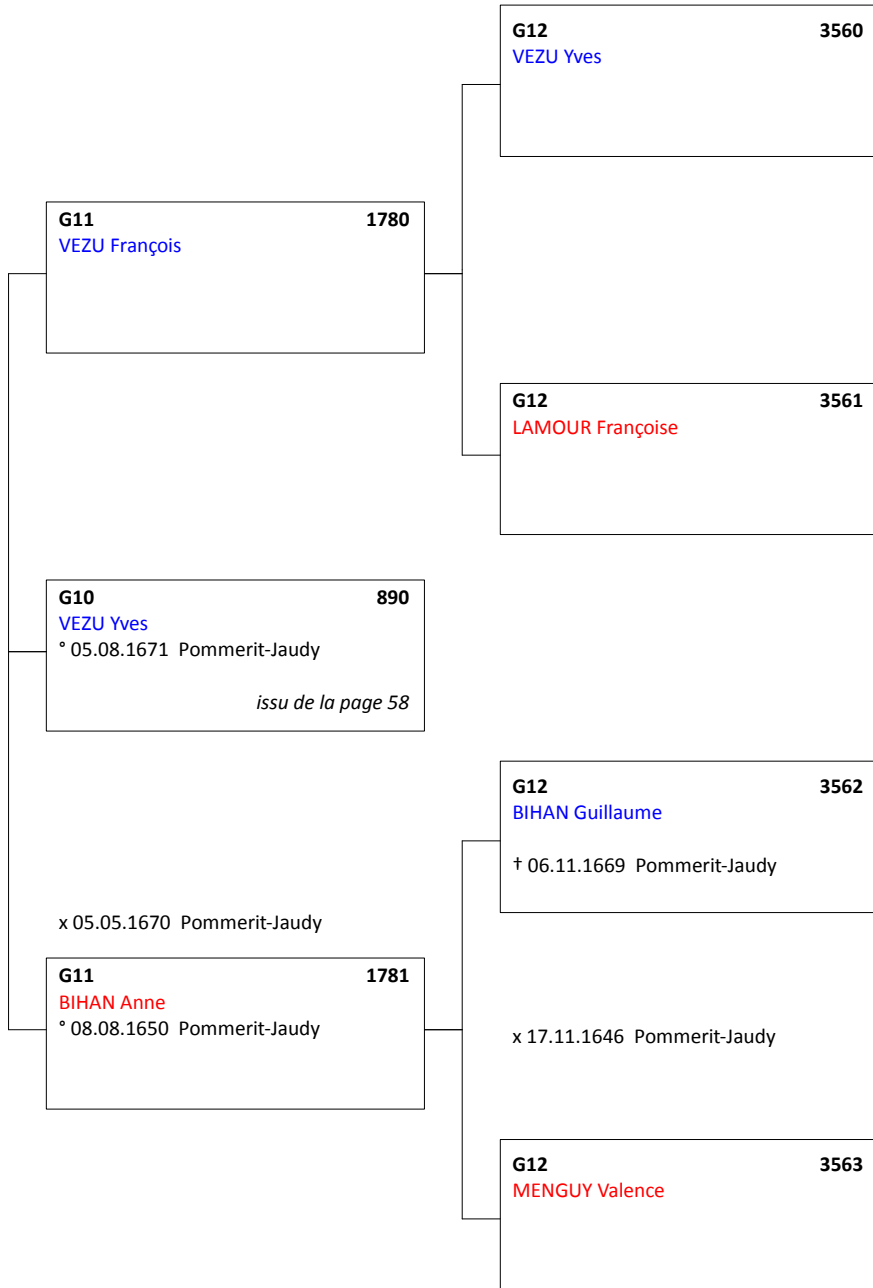 G12 3560
VEZU Yves
G11 1780
VEZU François
G12 3561
LAMOUR Françoise
G10 890
VEZU Yves
° 05.08.1671 Pommerit-Jaudy
issu de la page 58
G12 3562
BIHAN Guillaume
† 06.11.1669 Pommerit-Jaudy
x 05.05.1670 Pommerit-Jaudy
G11 1781
BIHAN Anne
° 08.08.1650 Pommerit-Jaudy
x 17.11.1646 Pommerit-Jaudy
G12 3563
MENGUY Valence